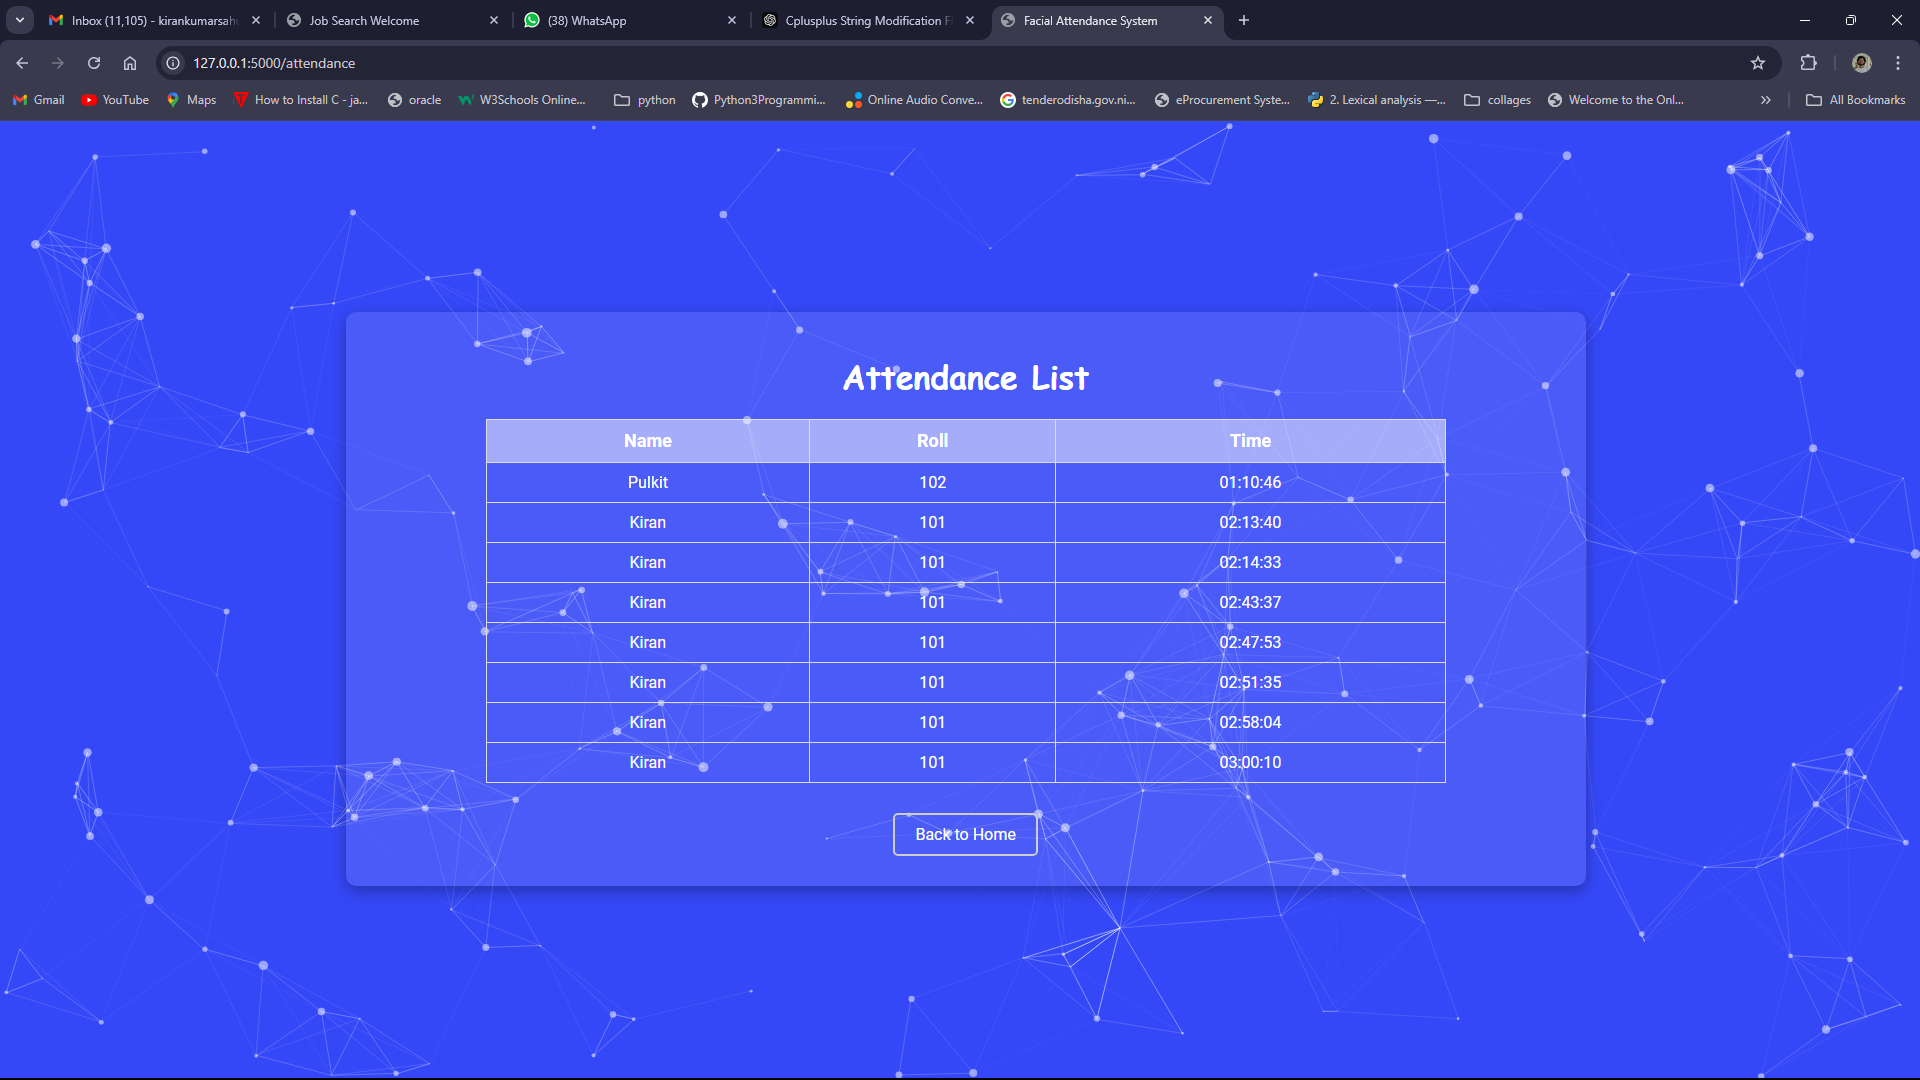 Inbox (11,105) - kirankumarsah
Job Search Welcome
(38) WhatsApp
Cplusplus String Modification F
Facial Attendance System
127.0.0.1:5000/attendance
Gmail
YouTube
Maps
How to Install C - ja...
oracle
W3Schools Online...
python
Python3Programmi...
Online Audio Conve...
tenderodisha.gov.ni...
eProcurement Syste...
2. Lexical analysis —...
collages
Welcome to the Onl...
All Bookmarks
Attendance List
Name Roll Time
Pulkit 102 01:10:46
Kiran 101 02:13:40
Kiran 101 02:14:33
Kiran 101 02:43:37
Kiran 101 02:47:53
Kiran 101 02:51:35
Kiran 101 02:58:04
Kiran 101 03:00:10
Back to Home